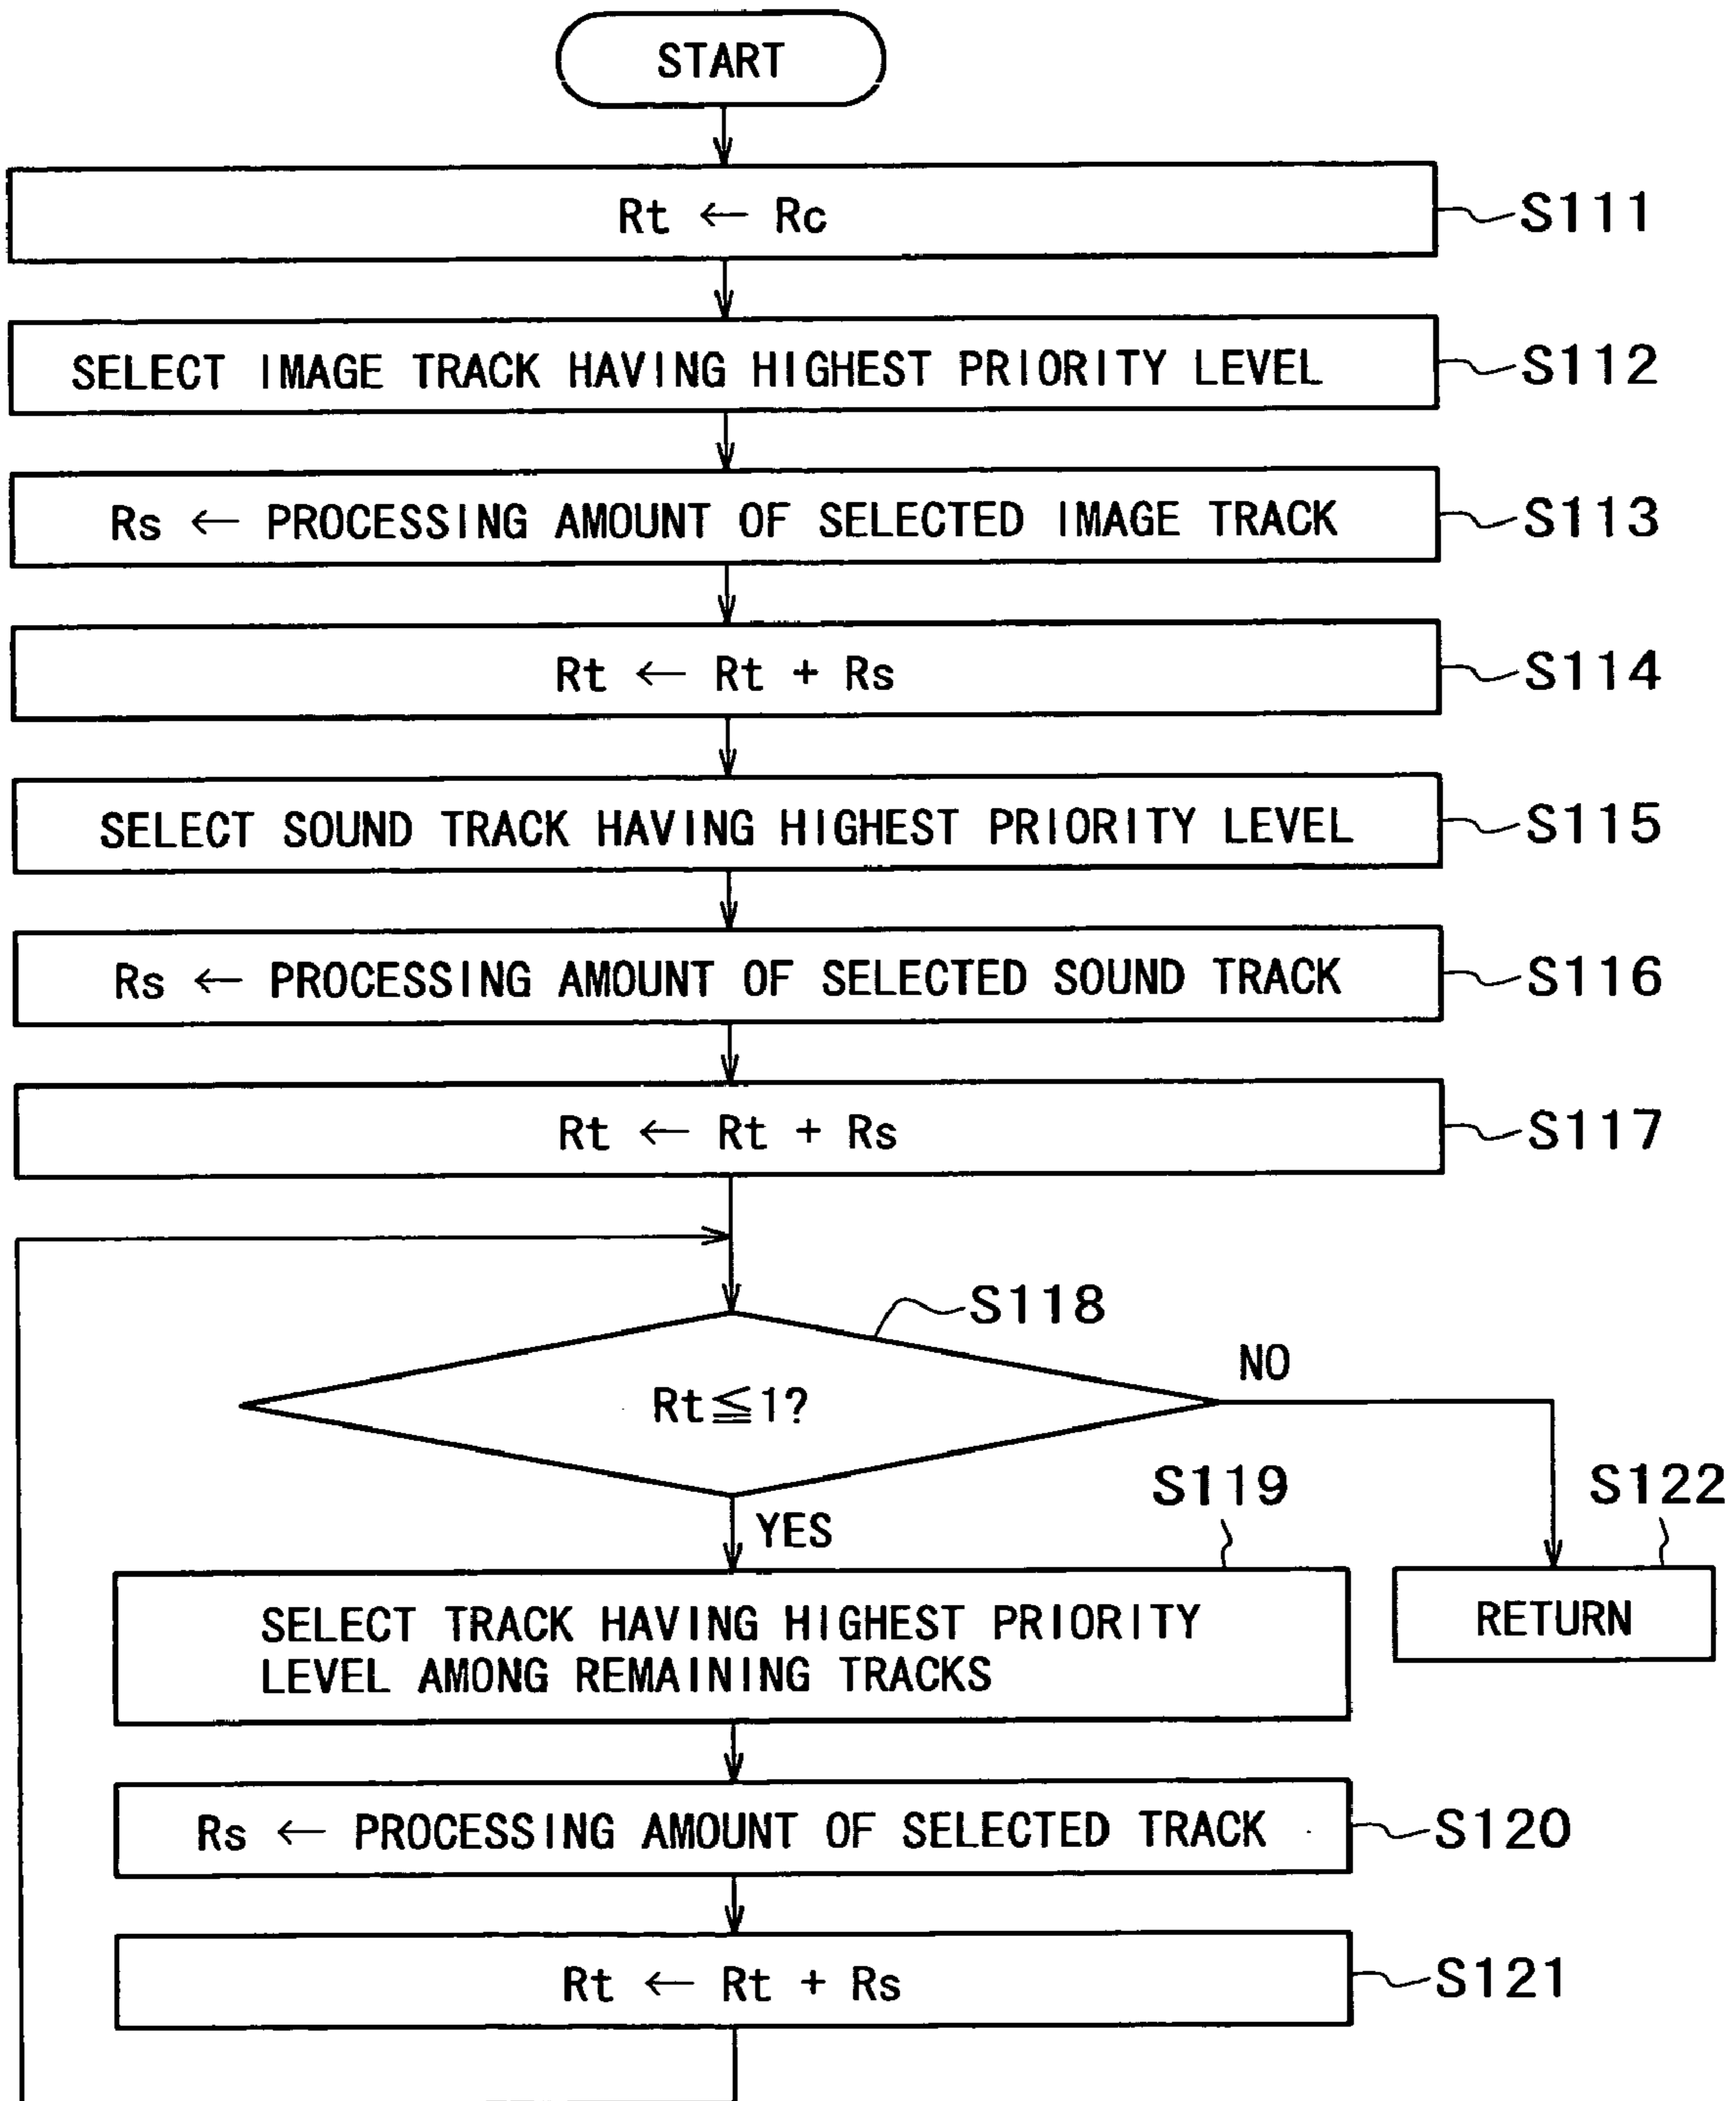 START
Rt ← Rc
S111
SELECT IMAGE TRACK HAVING HIGHEST PRIORITY LEVEL
S112
Rs ← PROCESSING AMOUNT OF SELECTED IMAGE TRACK
S113
Rt ← Rt + Rs
S114
SELECT SOUND TRACK HAVING HIGHEST PRIORITY LEVEL
S115
Rs ← PROCESSING AMOUNT OF SELECTED SOUND TRACK
S116
Rt ← Rt + Rs
S117
S118
NO
Rt≦1?
S119
S122
YES
SELECT TRACK HAVING HIGHEST PRIORITY
LEVEL AMONG REMAINING TRACKS
RETURN
Rs ← PROCESSING AMOUNT OF SELECTED TRACK
S120
Rt ← Rt + Rs
S121